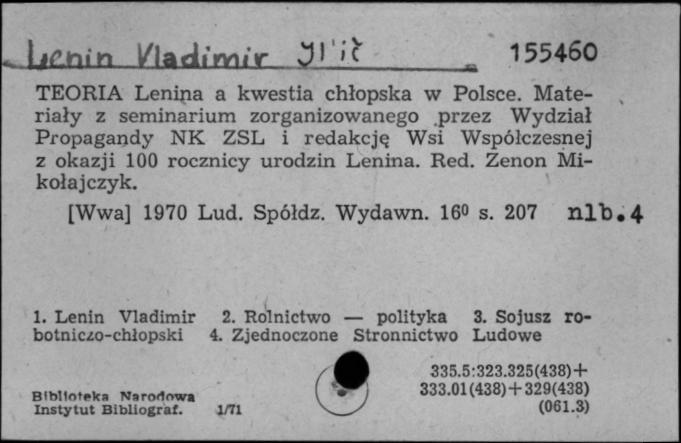 Lenin Vladimir Il'ič 155460
TEORIA Lenina a kwestia chłopska w Polsce. Mate-
riały z seminarium zorganizowanego przez Wydział
Propagandy NK ZSL i redakcję Wsi Współczesnej
z okazji 100 rocznicy urodzin Lenina. Red. Zenon Mi-
kołajczyk.
[Wwa] 1970 Lud. Spółdz. Wydawn. 16⁰ s. 207 nlb. 4
1. Lenin Vladimir 2. Rolnictwo — polityka 3. Sojusz ro-
botniczo-chłopski 4. Zjednoczone Stronnictwo Ludowe
335.5:323.325(438)+
333.01(438)+329(438)
(061.3)
Biblioteka Narodowa
Instytut Bibliograf. 1/71